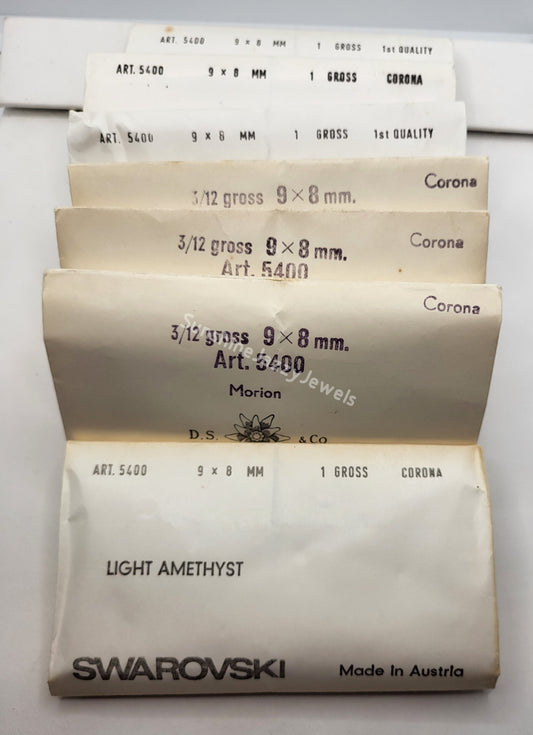 ART. 5400 9 × 8 MM 1 GROSS 1st QUALITY
ART. 5400 9 × 8 MM 1 GROSS CORONA
ART. 5400 9 × 8 MM 1 GROSS 1st QUALITY
Corona
3/12 gross 9×8 mm.
Corona
3/12 gross 9×8 mm.
Art. 5400
Corona
3/12 gross 9×8 mm.
Art. 5400
Morion
D.S. & Co
ART. 5400 9 × 8 MM 1 GROSS CORONA
LIGHT AMETHYST
SWAROVSKI Made in Austria